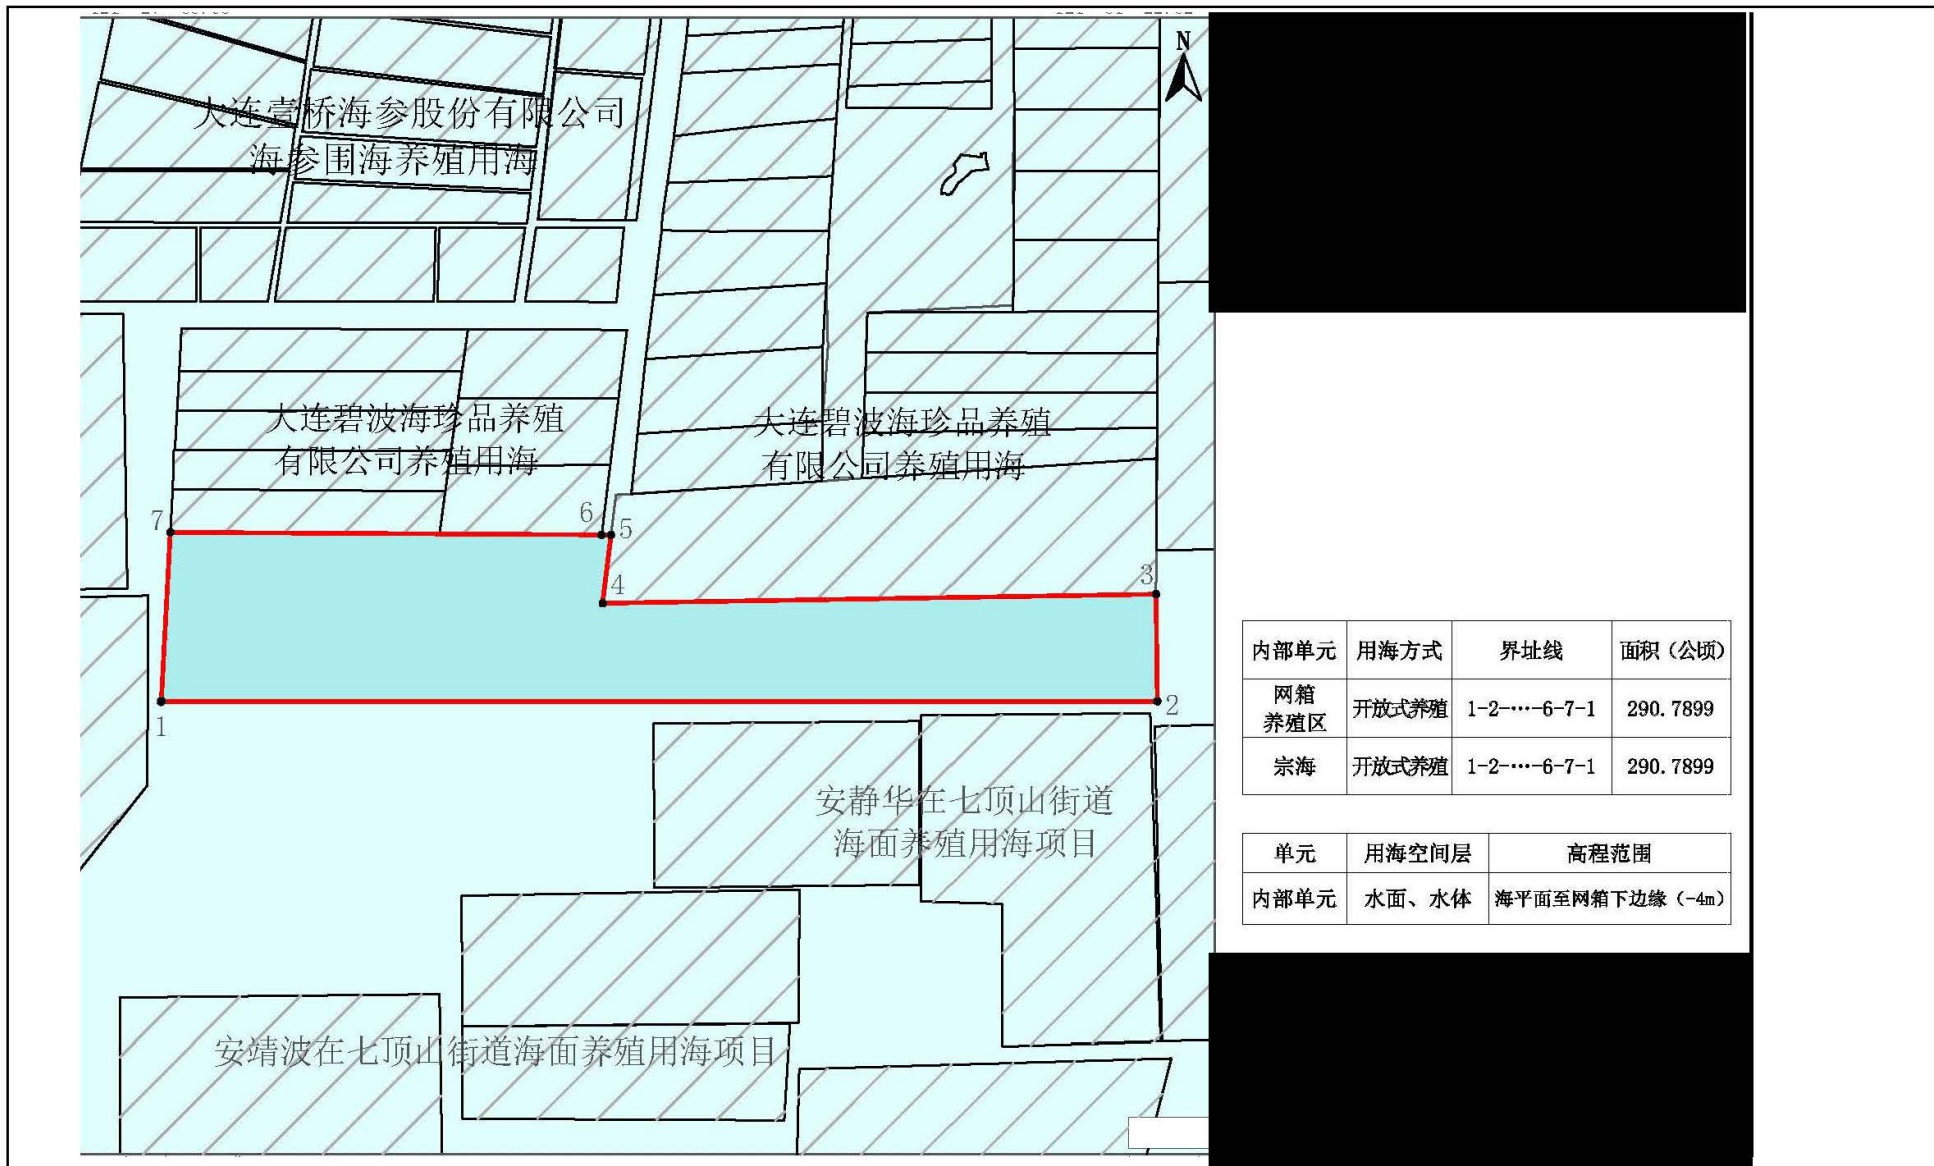 N
大连壹桥海参股份有限公司
海参围海养殖用海
大连碧波海珍品养殖
有限公司养殖用海
大连碧波海珍品养殖
有限公司养殖用海
7
6
5
4
3
1
2
安静华在七顶山街道
海面养殖用海项目
安靖波在七顶山街道海面养殖用海项目
内部单元 用海方式 界址线 面积（公顷）
网箱
养殖区 开放式养殖 1-2-…-6-7-1 290.7899
宗海 开放式养殖 1-2-…-6-7-1 290.7899
单元 用海空间层 高程范围
内部单元 水面、水体 海平面至网箱下边缘（-4m）